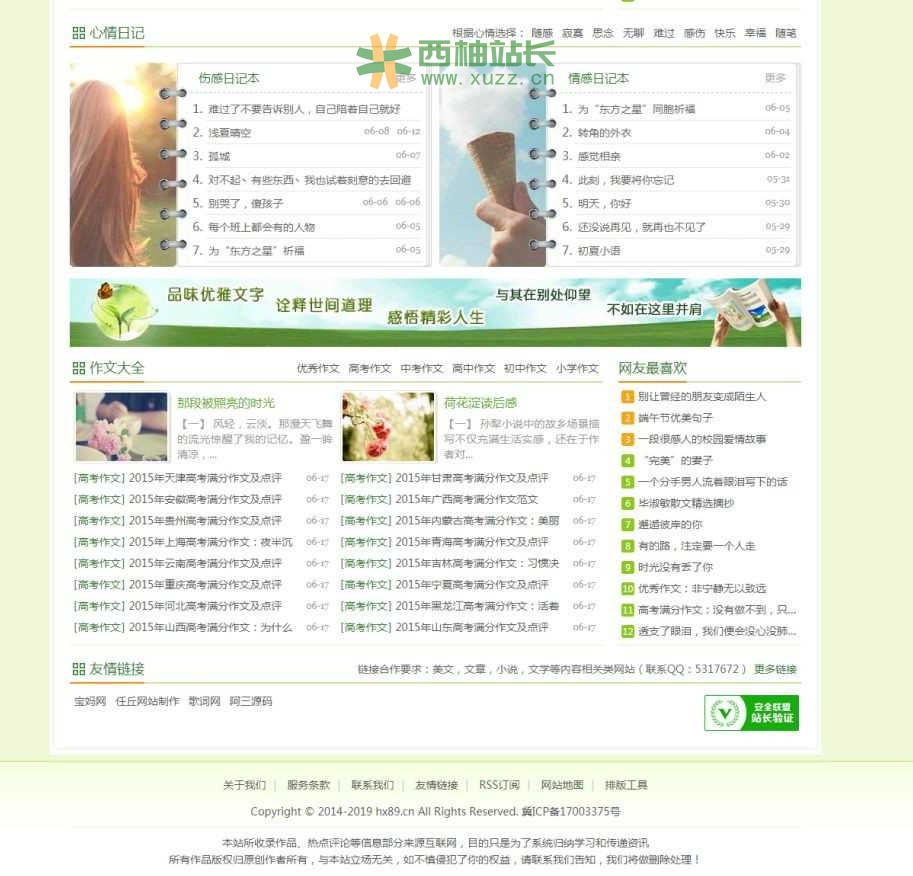 心情日记
根据心情选择： 随感 寂寞 思念 无聊 难过 感伤 快乐 幸福 随笔
西柚站长
www.xuzz.cn
伤感日记本 更多
1. 难过了不要告诉别人，自己陪着自己就好
2. 浅夏晴空 06-08 06-12
3. 孤城 06-07
4. 对不起、有些东西、我也试着刻意的去回避
5. 别哭了，傻孩子 06-06 06-06
6. 每个班上都会有的人物 06-05
7. 为“东方之星”祈福 06-05
情感日记本 更多
1. 为“东方之星”同胞祈福 06-05
2. 转角的外衣 06-04
3. 感觉相亲 06-02
4. 此刻，我要将你忘记 05-31
5. 明天，你好 05-30
6. 还没说再见，就再也不见了 05-29
7. 初夏小语 05-29
品味优雅文字
诠释世间道理
感悟精彩人生
与其在别处仰望
不如在这里并肩
作文大全
优秀作文 高考作文 中考作文 高中作文 初中作文 小学作文
那段被照亮的时光
【一】 风轻，云淡。那漫天飞舞
的流光惊醒了我的记忆。盈一眸
清凉，...
荷花淀读后感
【一】 孙犁小说中的故乡场景描
写不仅充满生活实感，还在于作
者对...
[高考作文] 2015年天津高考满分作文及点评 06-17
[高考作文] 2015年甘肃高考满分作文及点评 06-17
[高考作文] 2015年安徽高考满分作文及点评 06-17
[高考作文] 2015年广西高考满分作文范文 06-17
[高考作文] 2015年贵州高考满分作文及点评 06-17
[高考作文] 2015年内蒙古高考满分作文：美丽 06-17
[高考作文] 2015年上海高考满分作文：夜半沉 06-17
[高考作文] 2015年青海高考满分作文及点评 06-17
[高考作文] 2015年云南高考满分作文及点评 06-17
[高考作文] 2015年吉林高考满分作文：习惯决 06-17
[高考作文] 2015年重庆高考满分作文及点评 06-17
[高考作文] 2015年宁夏高考满分作文及点评 06-17
[高考作文] 2015年河北高考满分作文及点评 06-17
[高考作文] 2015年黑龙江高考满分作文：活着 06-17
[高考作文] 2015年山西高考满分作文：为什么 06-17
[高考作文] 2015年山东高考满分作文及点评 06-17
网友最喜欢
1 别让曾经的朋友变成陌生人
2 端午节优美句子
3 一段很感人的校园爱情故事
4 “完美”的妻子
5 一个分手男人流着眼泪写下的话
6 毕淑敏散文精选摘抄
7 邂逅彼岸的你
8 有的路，注定要一个人走
9 时光没有丢了你
10 优秀作文：非宁静无以致远
11 高考满分作文：没有做不到，只...
12 透支了眼泪，我们便会没心没肺...
友情链接
链接合作要求：美文，文章，小说，文字等内容相关类网站（联系QQ：5317672） 更多链接
宝妈网 任丘网站制作 歌词网 阿三源码
安全联盟
站长验证
关于我们 | 服务条款 | 联系我们 | 友情链接 | RSS订阅 | 网站地图 | 排版工具
Copyright © 2014-2019 hx89.cn All Rights Reserved. 冀ICP备17003375号
本站所收录作品、热点评论等信息部分来源互联网，目的只是为了系统归纳学习和传递资讯
所有作品版权归原创作者所有，与本站立场无关，如不慎侵犯了你的权益，请联系我们告知，我们将做删除处理！